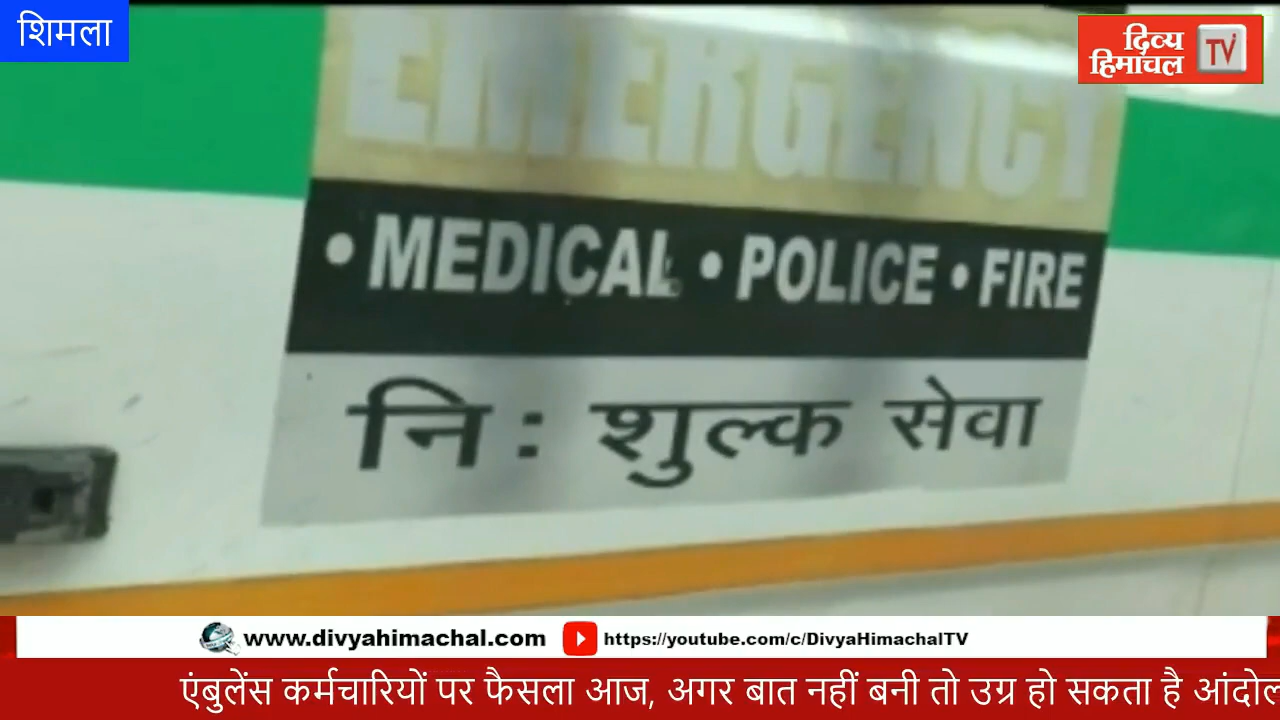 शिमला
दिव्य
हिमाचल
TV
EMERGENCY
• MEDICAL • POLICE • FIRE
नि : शुल्क सेवा
www.divyahimachal.com
https://youtube.com/c/DivyaHimachalTV
एंबुलेंस कर्मचारियों पर फैसला आज, अगर बात नहीं बनी तो उग्र हो सकता है आंदोल